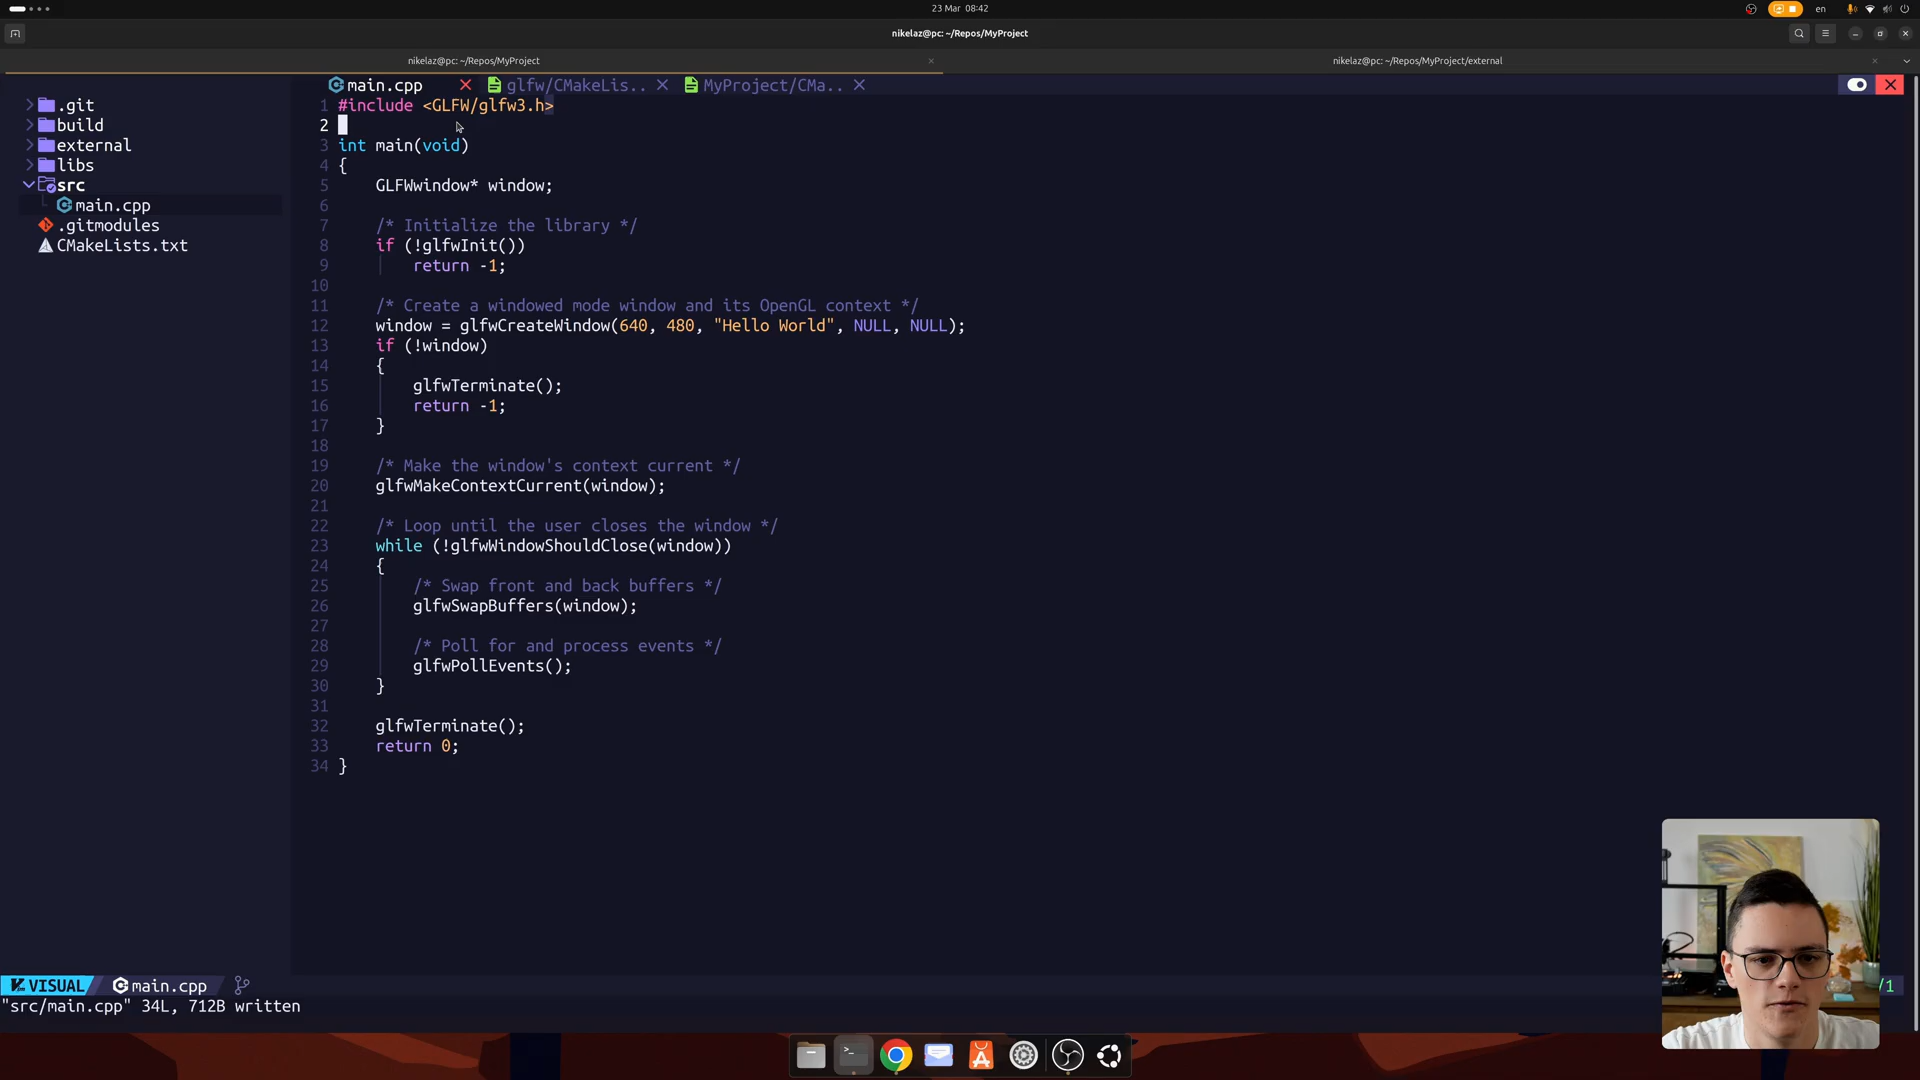 23 Mar 08:42
en
nikelaz@pc: ~/Repos/MyProject
nikelaz@pc: ~/Repos/MyProject
nikelaz@pc: ~/Repos/MyProject/external
main.cpp
glfw/CMakeLis..
MyProject/CMa..
.git
build
external
libs
src
main.cpp
.gitmodules
CMakeLists.txt
1 #include <GLFW/glfw3.h>
2
3 int main(void)
4 {
5 GLFWwindow* window;
6
7 /* Initialize the library */
8 if (!glfwInit())
9 return -1;
10
11 /* Create a windowed mode window and its OpenGL context */
12 window = glfwCreateWindow(640, 480, "Hello World", NULL, NULL);
13 if (!window)
14 {
15 glfwTerminate();
16 return -1;
17 }
18
19 /* Make the window's context current */
20 glfwMakeContextCurrent(window);
21
22 /* Loop until the user closes the window */
23 while (!glfwWindowShouldClose(window))
24 {
25 /* Swap front and back buffers */
26 glfwSwapBuffers(window);
27
28 /* Poll for and process events */
29 glfwPollEvents();
30 }
31
32 glfwTerminate();
33 return 0;
34 }
VISUAL main.cpp
/1
"src/main.cpp" 34L, 712B written